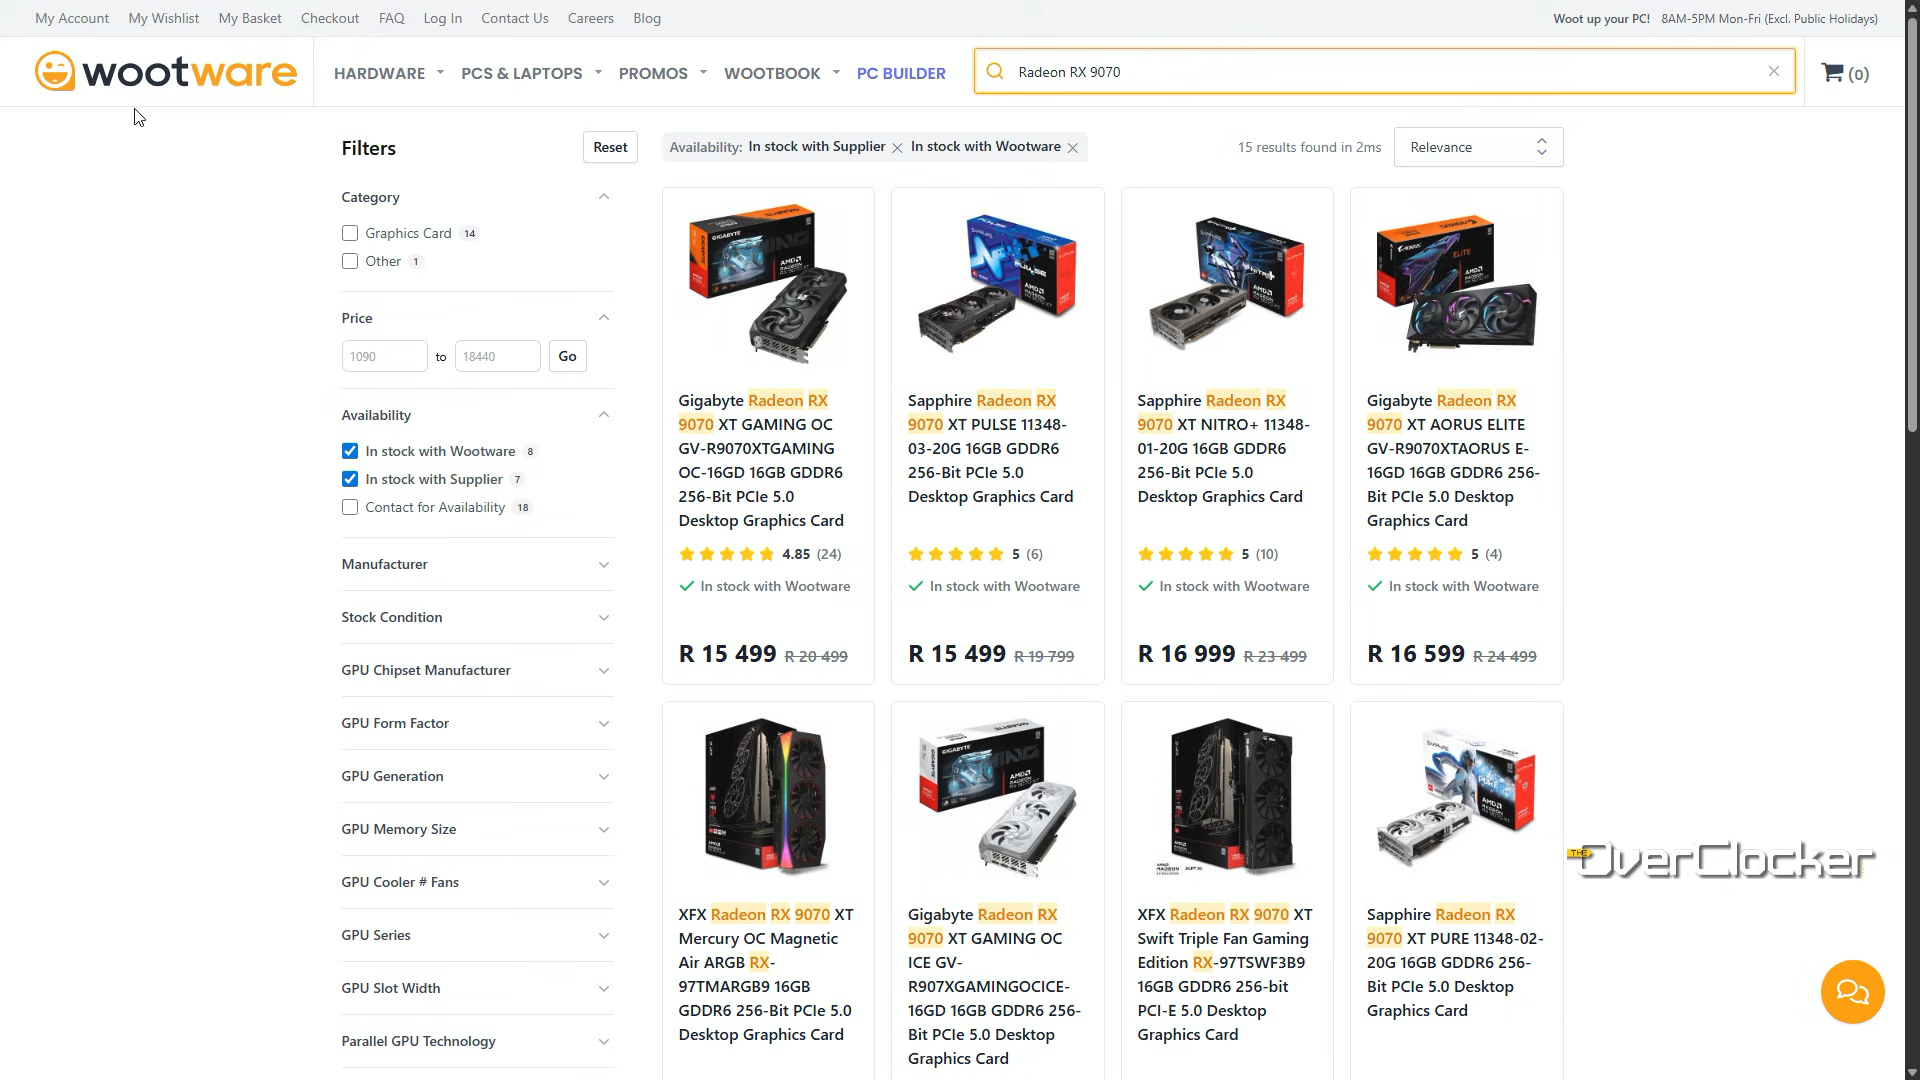 My Account My Wishlist My Basket Checkout FAQ Log In Contact Us Careers Blog
Woot up your PC! 8AM-5PM Mon-Fri (Excl. Public Holidays)
wootware
HARDWARE PCS & LAPTOPS PROMOS WOOTBOOK PC BUILDER
Radeon RX 9070
(0)
Filters
Reset
Category
Graphics Card 14
Other 1
Price
1090 to 18440 Go
Availability
In stock with Wootware 8
In stock with Supplier 7
Contact for Availability 18
Manufacturer
Stock Condition
GPU Chipset Manufacturer
GPU Form Factor
GPU Generation
GPU Memory Size
GPU Cooler # Fans
GPU Series
GPU Slot Width
Parallel GPU Technology
Availability: In stock with Supplier In stock with Wootware
15 results found in 2ms
Relevance
Gigabyte Radeon RX
9070 XT GAMING OC
GV-R9070XTGAMING
OC-16GD 16GB GDDR6
256-Bit PCIe 5.0
Desktop Graphics Card
4.85 (24)
In stock with Wootware
R 15 499 R 20 499
Sapphire Radeon RX
9070 XT PULSE 11348-
03-20G 16GB GDDR6
256-Bit PCIe 5.0
Desktop Graphics Card
5 (6)
In stock with Wootware
R 15 499 R 19 799
Sapphire Radeon RX
9070 XT NITRO+ 11348-
01-20G 16GB GDDR6
256-Bit PCIe 5.0
Desktop Graphics Card
5 (10)
In stock with Wootware
R 16 999 R 23 499
Gigabyte Radeon RX
9070 XT AORUS ELITE
GV-R9070XTAORUS E-
16GD 16GB GDDR6 256-
Bit PCIe 5.0 Desktop
Graphics Card
5 (4)
In stock with Wootware
R 16 599 R 24 499
XFX Radeon RX 9070 XT
Mercury OC Magnetic
Air ARGB RX-
97TMARGB9 16GB
GDDR6 256-Bit PCIe 5.0
Desktop Graphics Card
Gigabyte Radeon RX
9070 XT GAMING OC
ICE GV-
R907XGAMINGOCICE-
16GD 16GB GDDR6 256-
Bit PCIe 5.0 Desktop
Graphics Card
XFX Radeon RX 9070 XT
Swift Triple Fan Gaming
Edition RX-97TSWF3B9
16GB GDDR6 256-bit
PCI-E 5.0 Desktop
Graphics Card
Sapphire Radeon RX
9070 XT PURE 11348-02-
20G 16GB GDDR6 256-
Bit PCIe 5.0 Desktop
Graphics Card
THE OverClocker